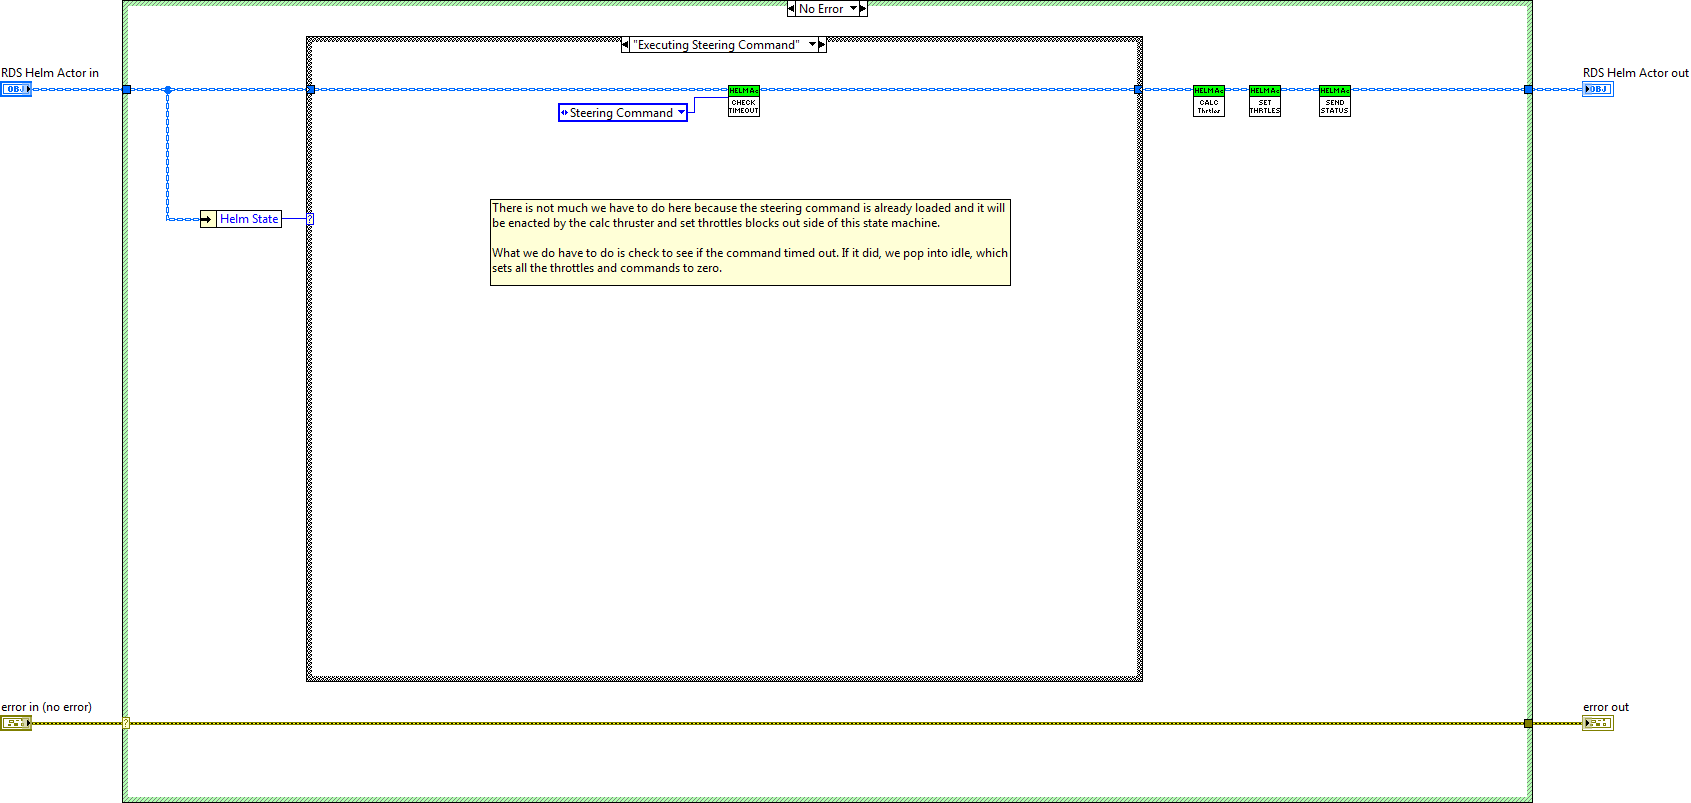 No Error
"Executing Steering Command"
RDS Helm Actor in
RDS Helm Actor out
OBJ
OBJ
HELM Ac
CHECK
TIMEOUT
Steering Command
HELM Ac
CALC
Thrtles
HELM Ac
SET
THRTLES
HELM Ac
SEND
STATUS
There is not much we have to do here because the steering command is already loaded and it will
be enacted by the calc thruster and set throttles blocks out side of this state machine.
What we do have to do is check to see if the command timed out. If it did, we pop into idle, which
sets all the throttles and commands to zero.
Helm State
?
error in (no error)
error out
?